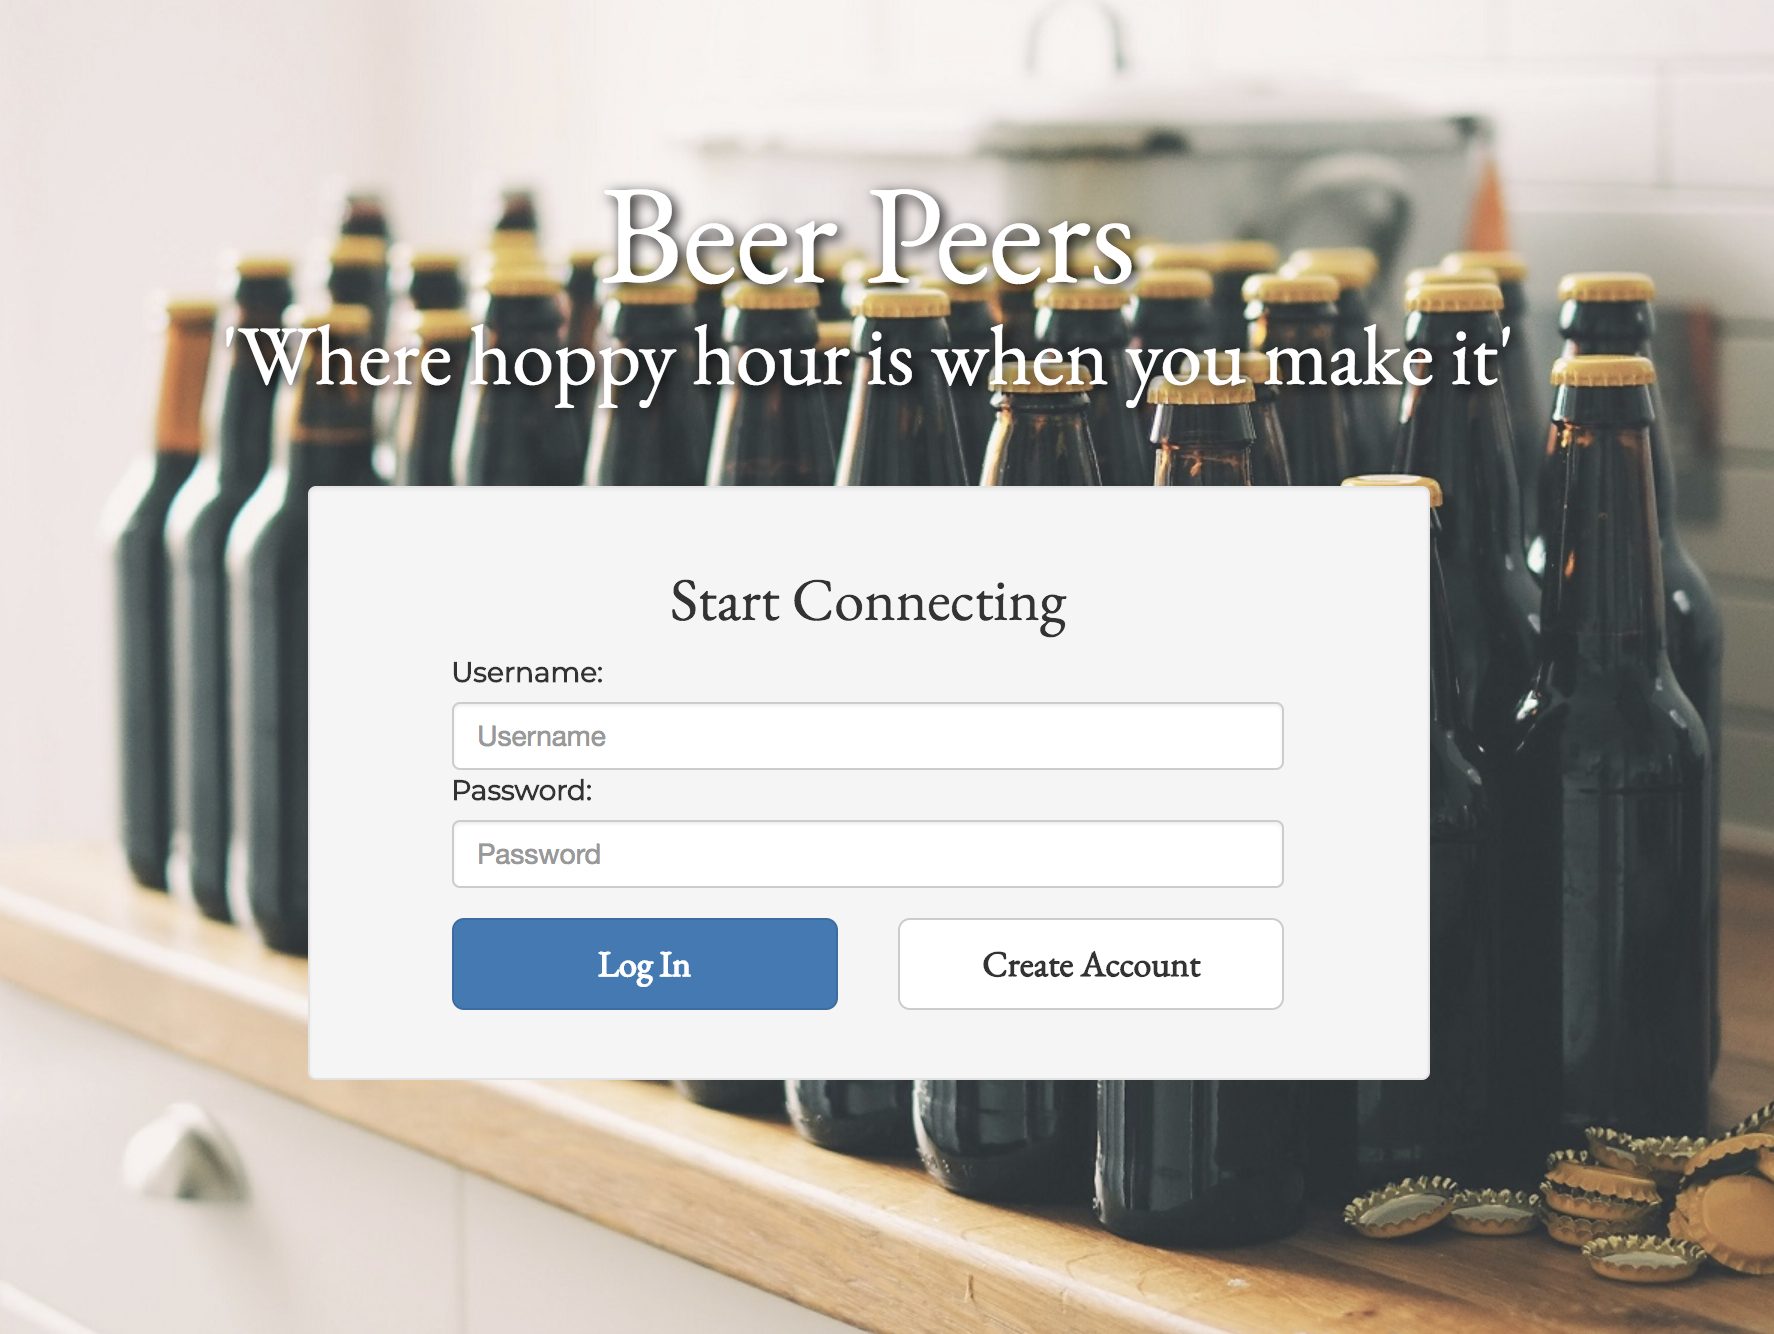 Beer Peers
'Where hoppy hour is when you make it'
Start Connecting
Username:
Username
Password:
Password
Log In
Create Account